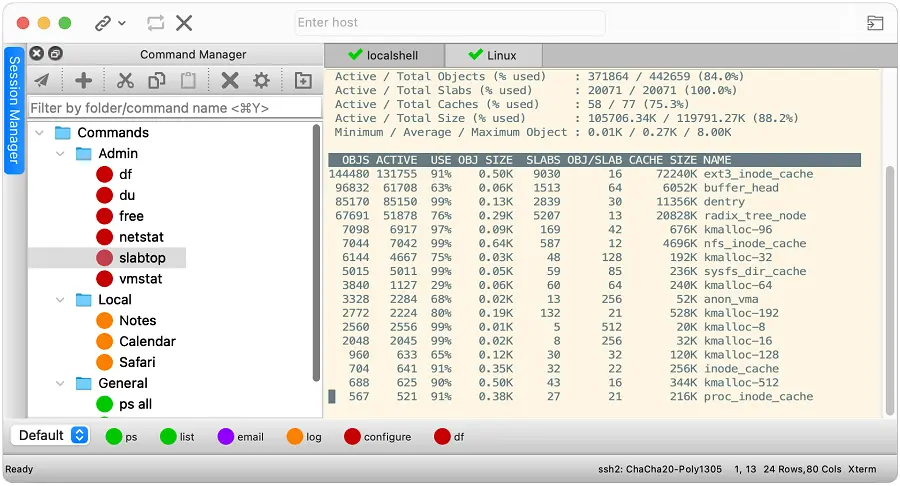 Enter host
Session Manager
Command Manager
localshell
Linux
Filter by folder/command name <⌘Y>
Commands
Admin
df
du
free
netstat
slabtop
vmstat
Local
Notes
Calendar
Safari
General
ps all
Active / Total Objects (% used)    : 371864 / 442659 (84.0%)
Active / Total Slabs (% used)      : 20071 / 20071 (100.0%)
Active / Total Caches (% used)     : 58 / 77 (75.3%)
Active / Total Size (% used)       : 105706.34K / 119791.27K (88.2%)
Minimum / Average / Maximum Object : 0.01K / 0.27K / 8.00K
OBJS ACTIVE  USE OBJ SIZE  SLABS OBJ/SLAB CACHE SIZE NAME
144480 131755  91%    0.50K   9030       16     72240K ext3_inode_cache
96832  61708  63%    0.06K   1513       64      6052K buffer_head
85170  85150  99%    0.13K   2839       30     11356K dentry
67691  51878  76%    0.29K   5207       13     20828K radix_tree_node
7098   6917  97%    0.09K    169       42       676K kmalloc-96
7044   7042  99%    0.64K    587       12      4696K nfs_inode_cache
6144   4667  75%    0.03K     48      128       192K kmalloc-32
5015   5011  99%    0.05K     59       85       236K sysfs_dir_cache
3840   1127  29%    0.06K     60       64       240K kmalloc-64
3328   2284  68%    0.02K     13      256        52K anon_vma
2772   2224  80%    0.19K    132       21       528K kmalloc-192
2560   2556  99%    0.01K      5      512        20K kmalloc-8
2048   2045  99%    0.02K      8      256        32K kmalloc-16
960    633  65%    0.12K     30       32       120K kmalloc-128
704    641  91%    0.35K     32       22       256K inode_cache
688    625  90%    0.50K     43       16       344K kmalloc-512
567    521  91%    0.38K     27       21       216K proc_inode_cache
Default ps list email log configure df
Ready ssh2: ChaCha20-Poly1305 1, 13 24 Rows,80 Cols Xterm